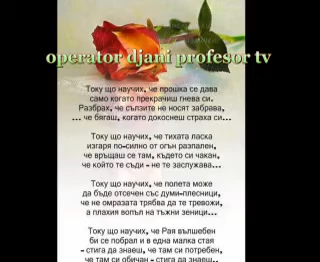 operator djani profesor tv
Току що научих, че прошка се дава
само когато прекрачиш гнева си.
Разбрах, че сълзите не носят забрава,
... че бягаш, когато докоснеш страха си...
Току що научих, че тихата ласка
изгаря по-силно от огън разпален,
че връщаш се там, където си чакан,
че който те съди - не те заслужава...
Току що научих, че полета може
да бъде отсечен със думи-плесници,
че не омразата трябва да те тревожи,
а плахия вопъл на тъжни зеници...
Току що научих, че Рая вълшебен
би се побрал и в една малка стая
- стига да знаеш, че там си потребен,
- стига да знаеш, че там си обичан -